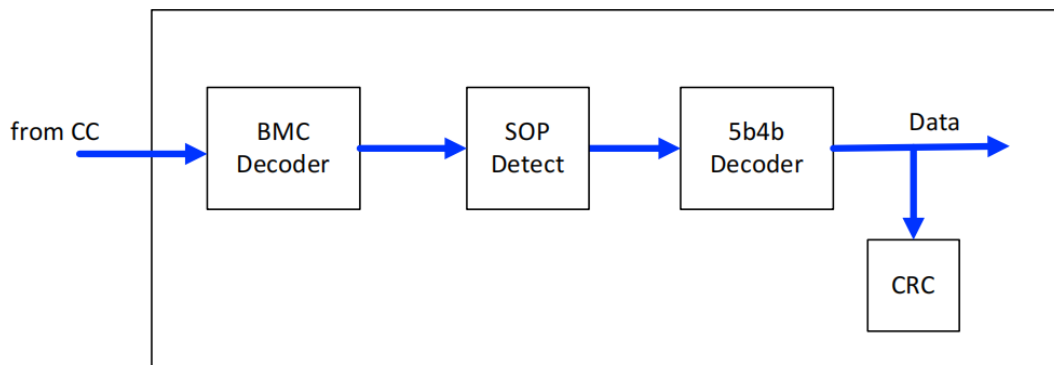 from CC
BMC
Decoder
SOP
Detect
5b4b
Decoder
Data
CRC